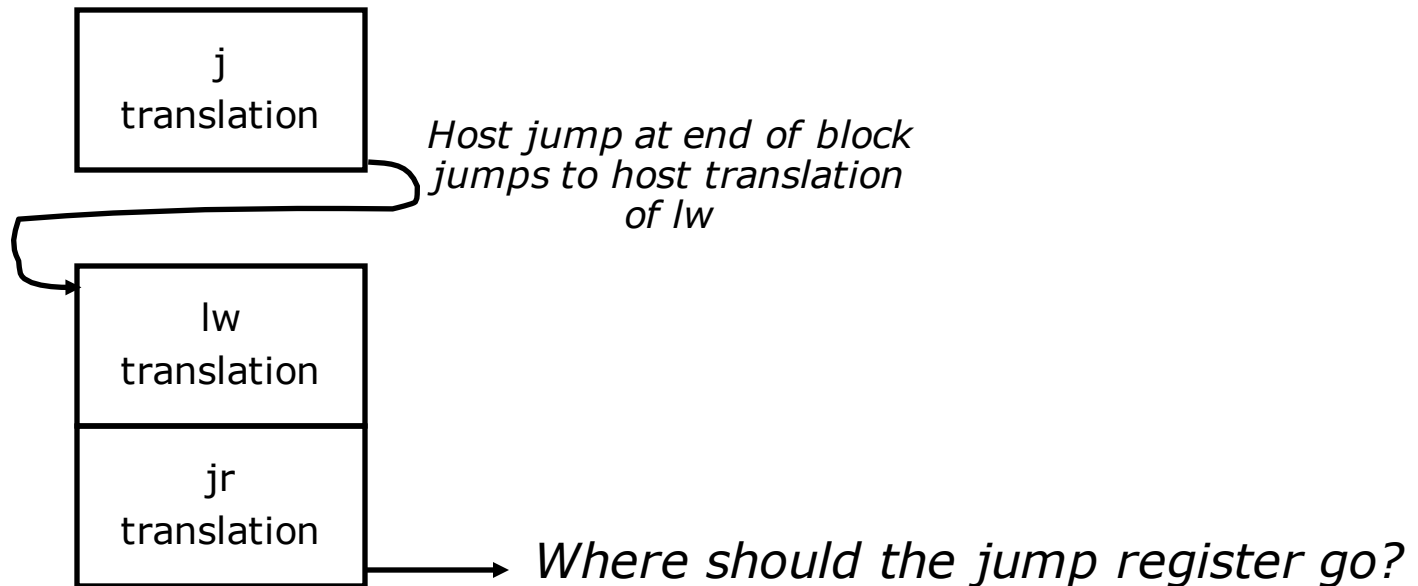 j
translation
Host jump at end of block
jumps to host translation
of lw
lw
translation
jr
translation
Where should the jump register go?